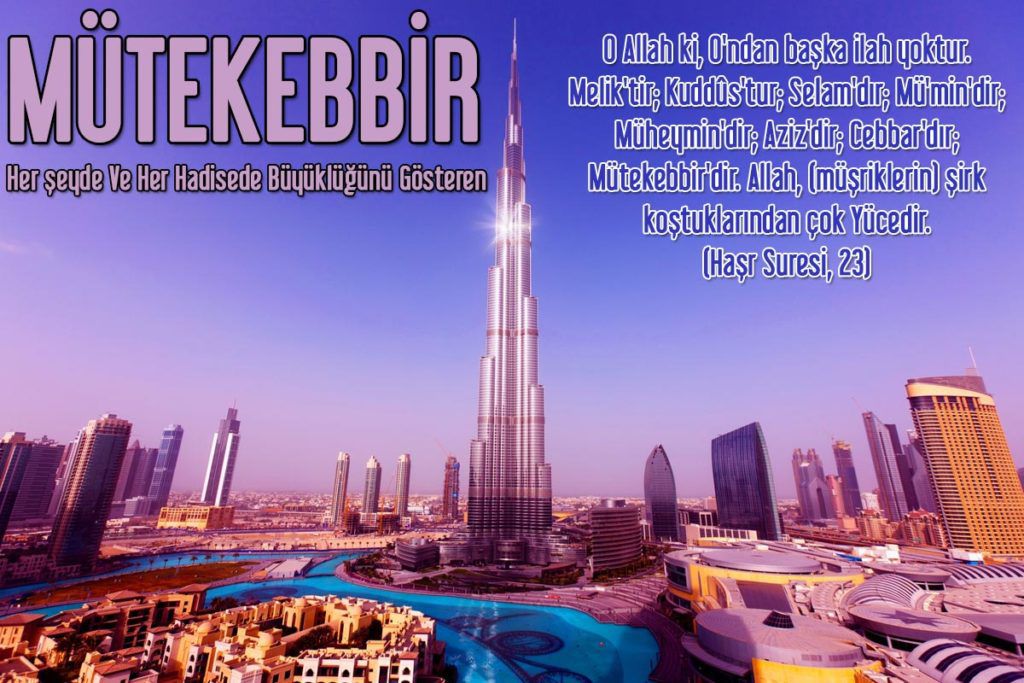 MÜTEKEBBİR
Her şeyde Ve Her Hadisede Büyüklüğünü Gösteren
O Allah ki, O'ndan başka ilah yoktur.
Melik'tir; Kuddûs'tur; Selam'dır; Mü'min'dir;
Müheymin'dir; Aziz'dir; Cebbar'dır;
Mütekebbir'dir. Allah, (müşriklerin) şirk
koştuklarından çok Yücedir.
(Haşr Suresi, 23)